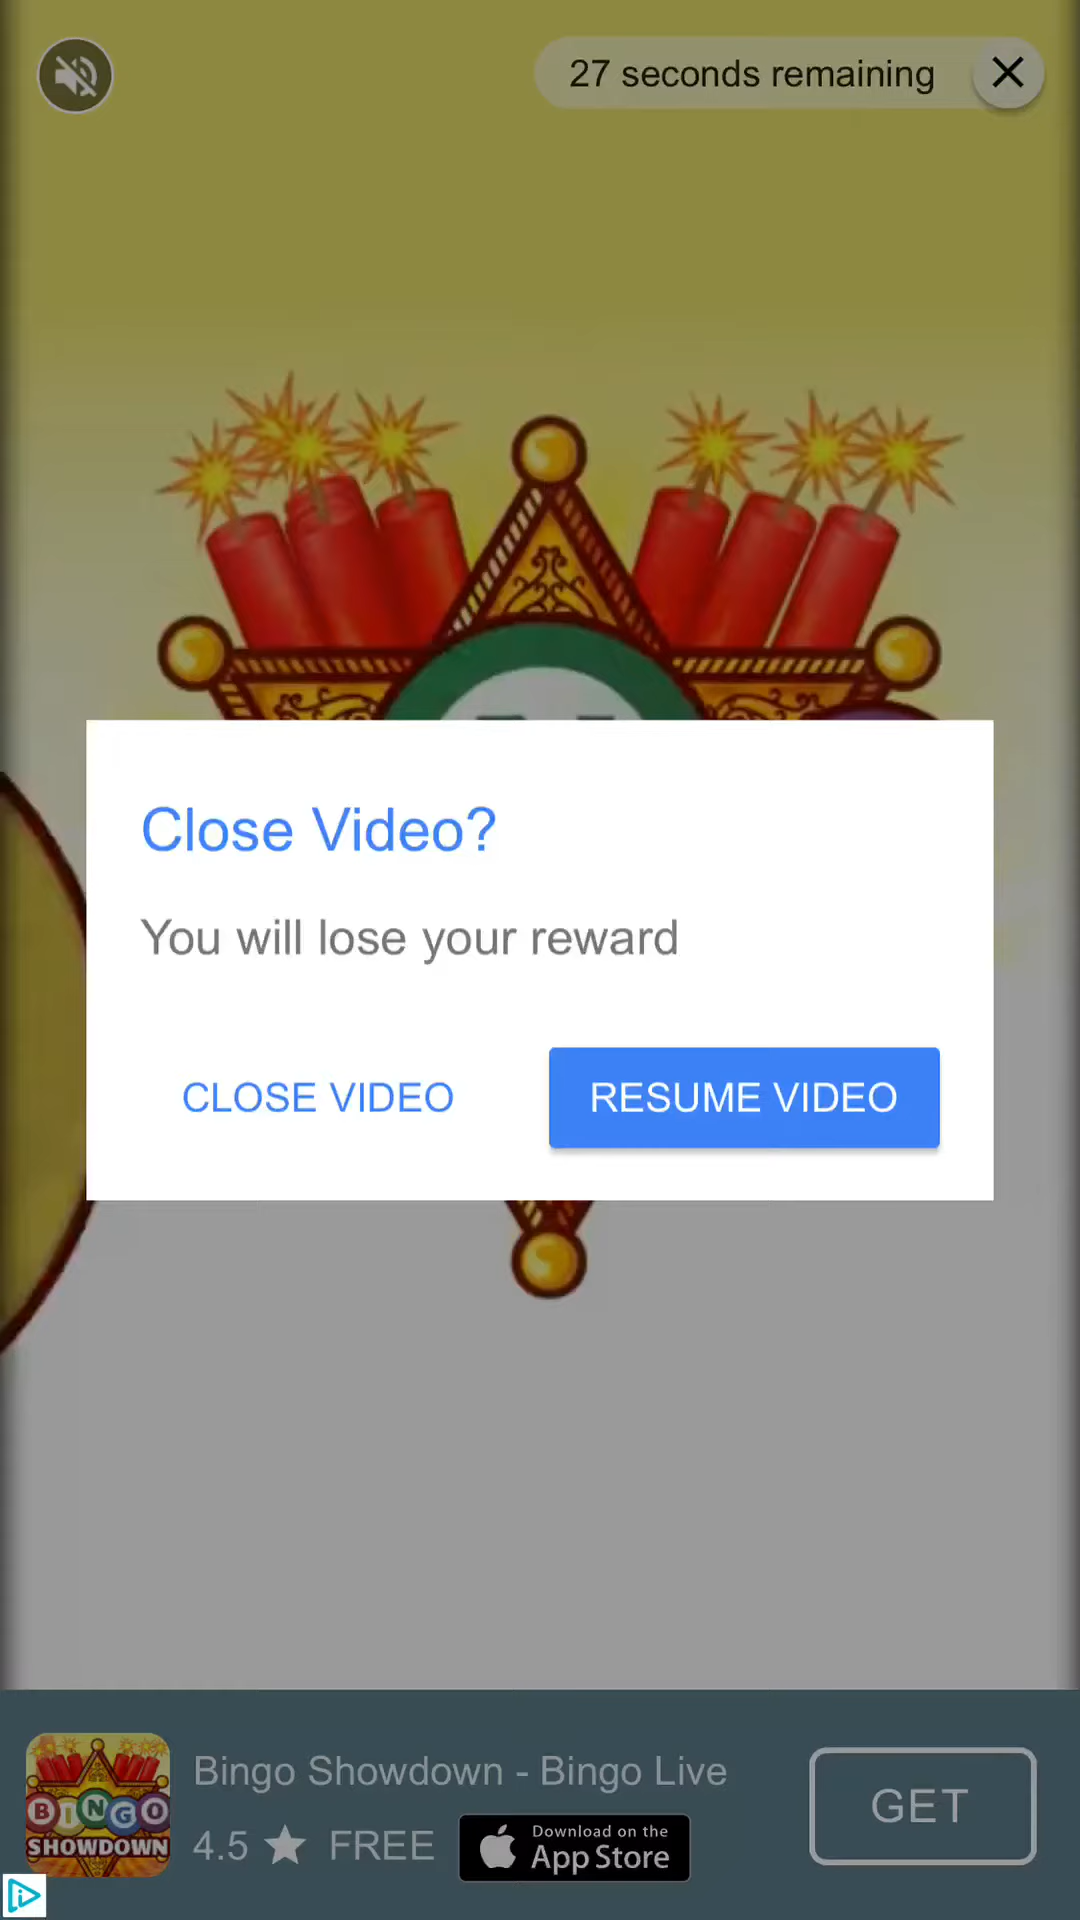 27 seconds remaining
Close Video?
You will lose your reward
CLOSE VIDEO
RESUME VIDEO
Bingo Showdown - Bingo Live
4.5 ★ FREE
Download on the
App Store
GET
BINGO
SHOWDOWN